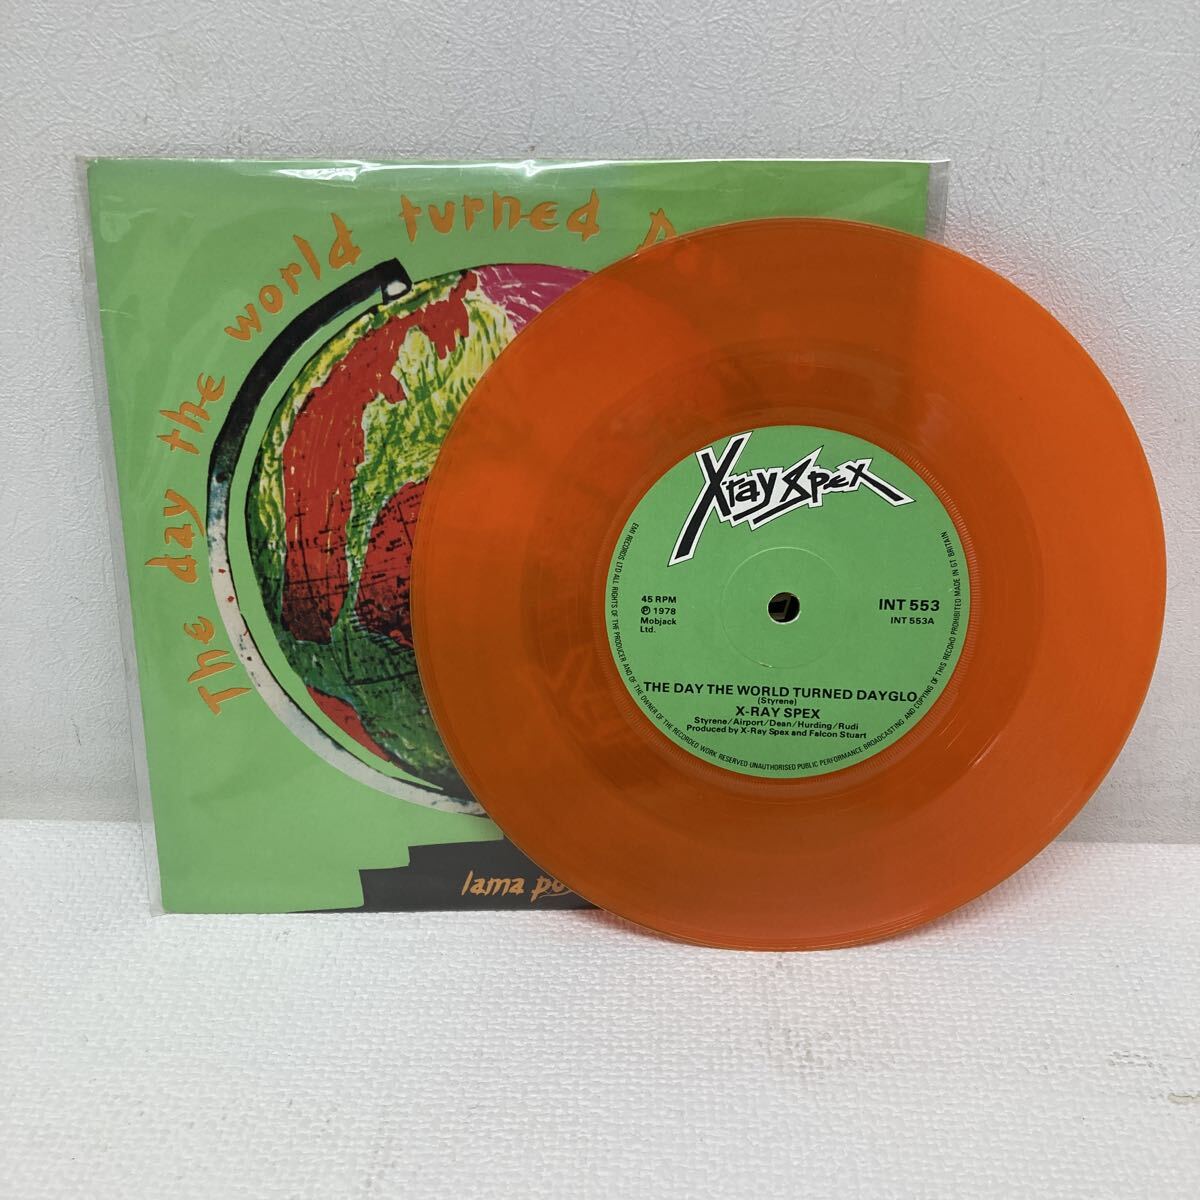 The day the world turned
lama
X-ray Spex
45 RPM
Ⓟ 1978
Mobjack
Ltd.
INT 553
INT 553A
THE DAY THE WORLD TURNED DAYGLO
(Styrene)
X-RAY SPEX
Styrene/Airport/Dean/Hurding/Rudi
Produced by X-Ray Spex and Falcon Stuart
EMI RECORDS LTD ALL RIGHTS OF THE PRODUCER AND OF THE OWNER OF THE RECORDED WORK RESERVED UNAUTHORISED PUBLIC PERFORMANCE BROADCASTING AND COPYING OF THIS RECORD PROHIBITED MADE IN GT BRITAIN